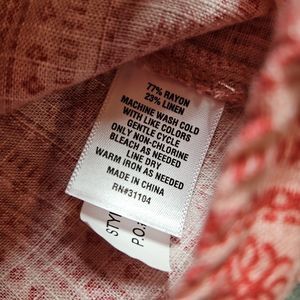 77% RAYON
23% LINEN
MACHINE WASH COLD
WITH LIKE COLORS
GENTLE CYCLE
ONLY NON-CHLORINE
BLEACH AS NEEDED
LINE DRY
WARM IRON AS NEEDED
MADE IN CHINA
RN#31104
STYL
P.O.